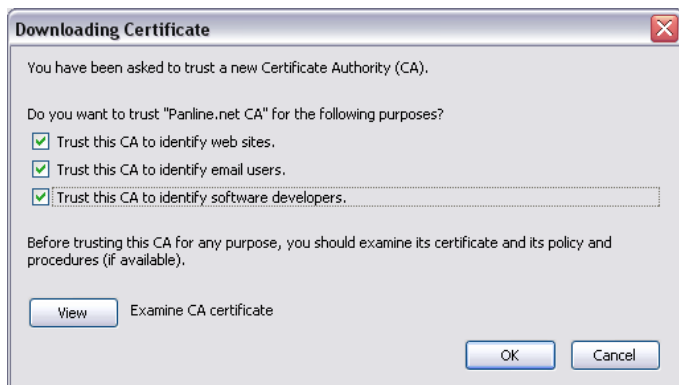 Downloading Certificate
You have been asked to trust a new Certificate Authority (CA).
Do you want to trust "Panline.net CA" for the following purposes?
Trust this CA to identify web sites.
Trust this CA to identify email users.
Trust this CA to identify software developers.
Before trusting this CA for any purpose, you should examine its certificate and its policy and
procedures (if available).
View Examine CA certificate
OK Cancel